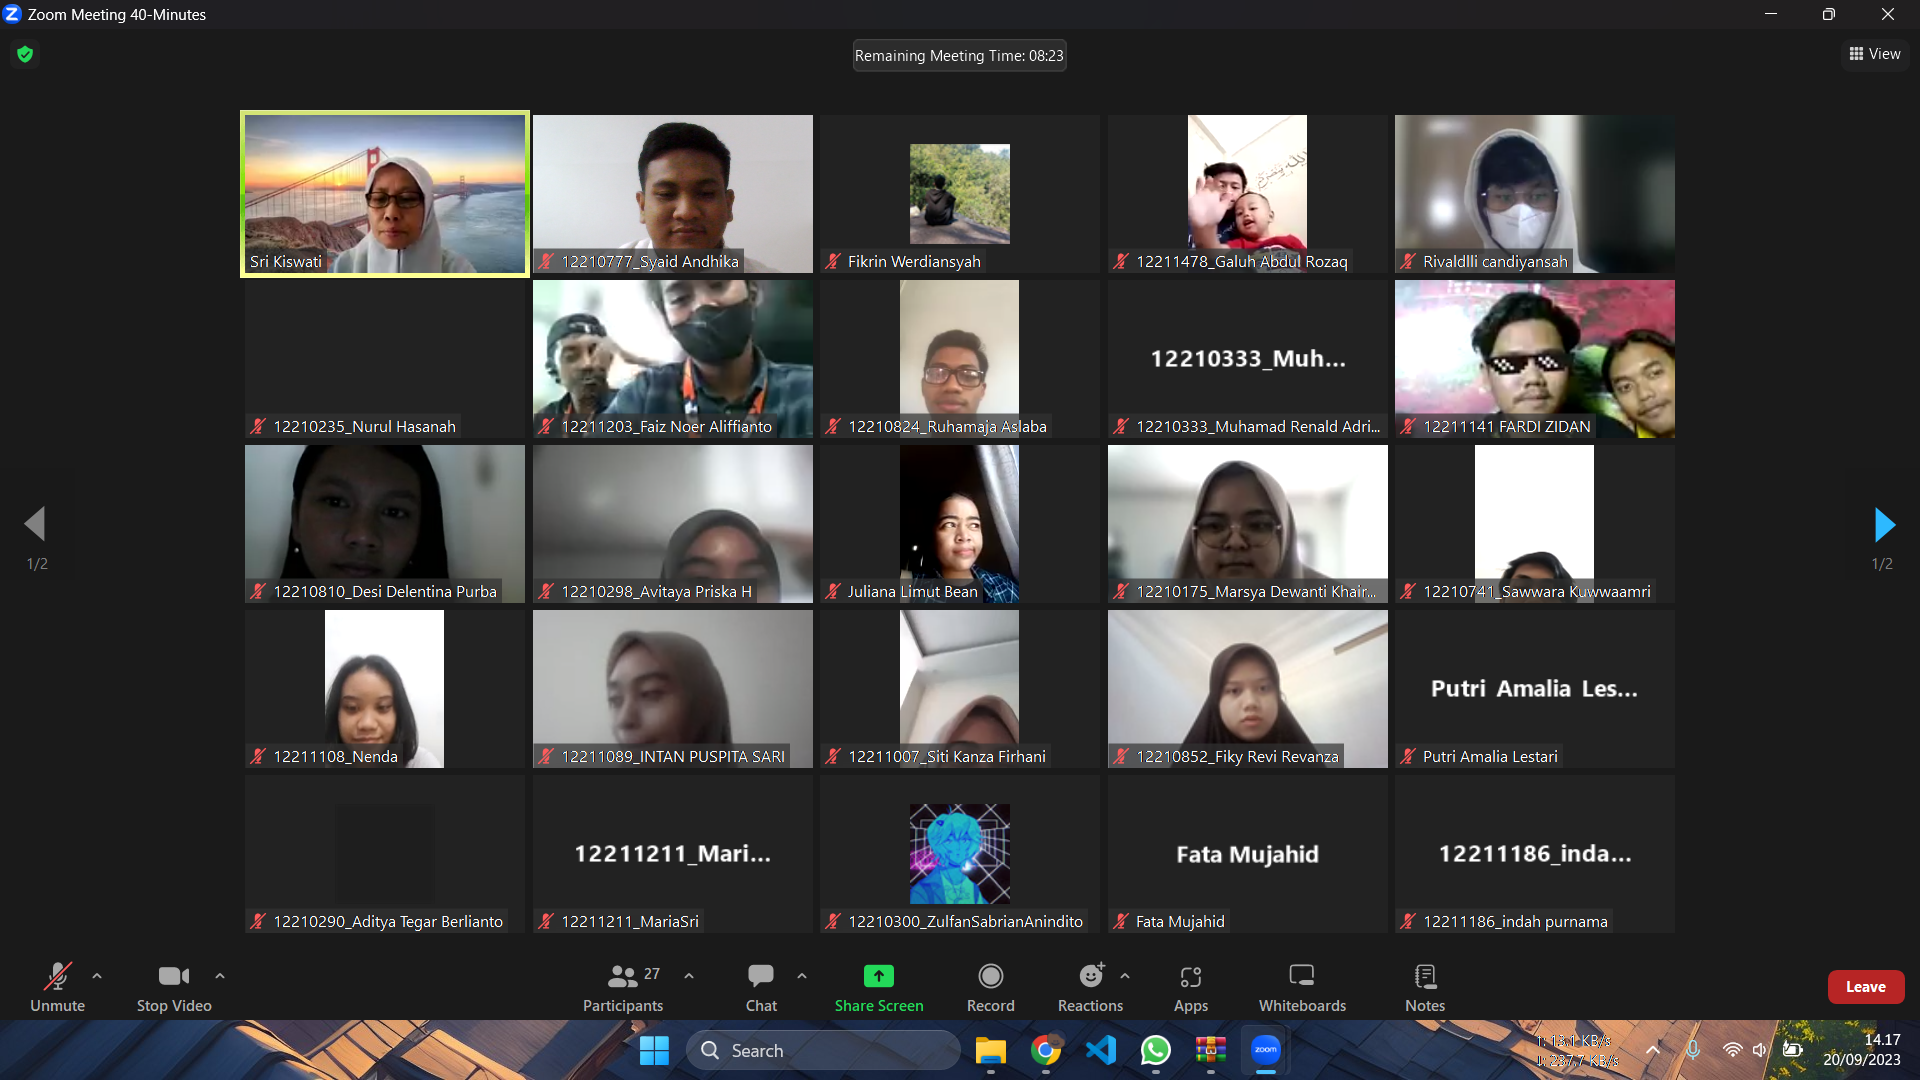 Zoom Meeting 40-Minutes
Remaining Meeting Time: 08:23
View
Sri Kiswati
12210777_Syaid Andhika
Fikrin Werdiansyah
12211478_Galuh Abdul Rozaq
Rivaldlli candiyansah
12210333_Muh...
12210235_Nurul Hasanah
12211203_Faiz Noer Aliffianto
12210824_Ruhamaja Aslaba
12210333_Muhamad Renald Adri...
12211141 FARDI ZIDAN
1/2
1/2
12210810_Desi Delentina Purba
12210298_Avitaya Priska H
Juliana Limut Bean
12210175_Marsya Dewanti Khair...
12210741_Sawwara Kuwwaamri
Putri Amalia Les...
12211108_Nenda
12211089_INTAN PUSPITA SARI
12211007_Siti Kanza Firhani
12210852_Fiky Revi Revanza
Putri Amalia Lestari
12211211_Mari...
Fata Mujahid
12211186_inda...
12210290_Aditya Tegar Berlianto
12211211_MariaSri
12210300_ZulfanSabrianAnindito
Fata Mujahid
12211186_indah purnama
27
Unmute
Stop Video
Participants
Chat
Share Screen
Record
Reactions
Apps
Whiteboards
Notes
Leave
Search
zoom
14.17
20/09/2023